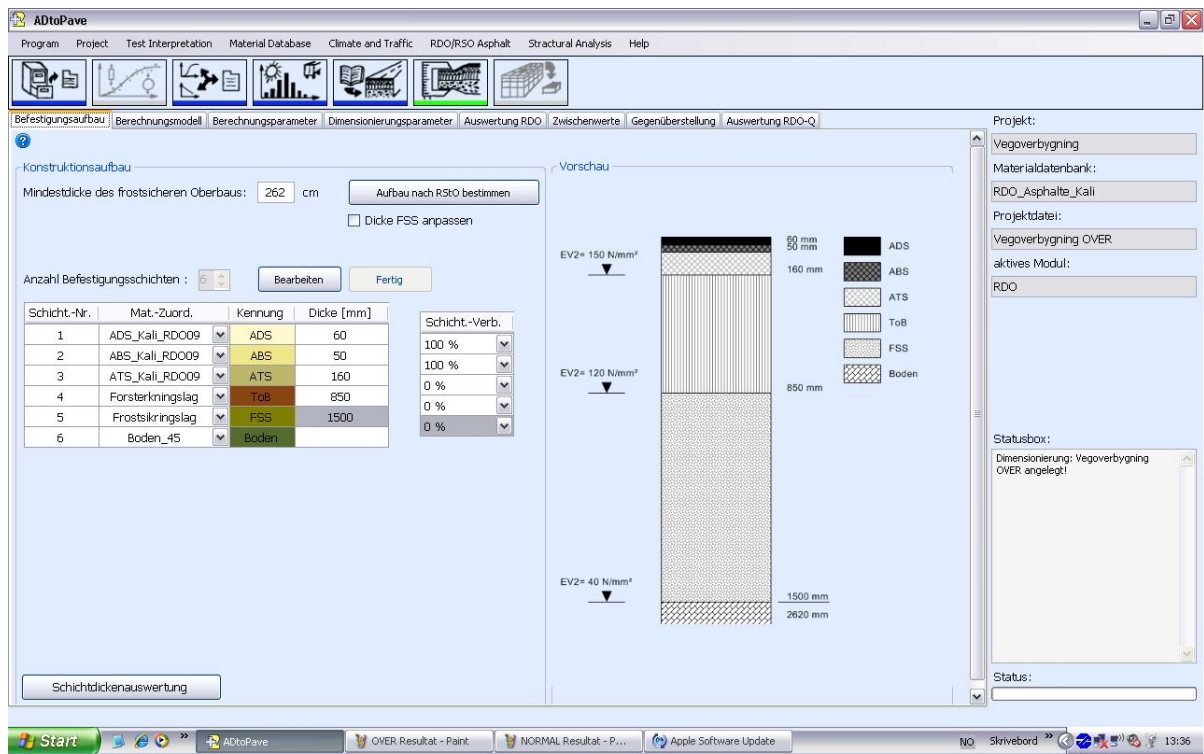 ADtoPave
Program Project Test Interpretation Material Database Climate and Traffic RDO/RSO Asphalt Stractural Analysis Help
Befestigungsaufbau Berechnungsmodell Berechnungsparameter Dimensionierungsparameter Auswertung RDO Zwischenwerte Gegenüberstellung Auswertung RDO-Q
Konstruktionsaufbau
Mindestdicke des frostsicheren Oberbaus: 262 cm Aufbau nach RStO bestimmen
Dicke FSS anpassen
Anzahl Befestigungsschichten : 6 Bearbeiten Fertig
Schicht.-Nr. Mat.-Zuord. Kennung Dicke [mm]
1 ADS_Kali_RDO09 ADS 60
2 ABS_Kali_RDO09 ABS 50
3 ATS_Kali_RDO09 ATS 160
4 Forsterkningslag ToB 850
5 Frostsikringslag FSS 1500
6 Boden_45 Boden
Schicht.-Verb.
100 %
100 %
0 %
0 %
0 %
Schichtdickenauswertung
Vorschau
60 mm
50 mm
EV2= 150 N/mm²
160 mm
EV2= 120 N/mm²
850 mm
EV2= 40 N/mm²
1500 mm
2620 mm
ADS
ABS
ATS
ToB
FSS
Boden
Projekt:
Vegoverbygning
Materialdatenbank:
RDO_Asphalte_Kali
Projektdatei:
Vegoverbygning OVER
aktives Modul:
RDO
Statusbox:
Dimensionierung: Vegoverbygning
OVER angelegt!
Status:
Start ADtoPave OVER Resultat - Paint NORMAL Resultat - P... Apple Software Update NO Skrivebord 13:36